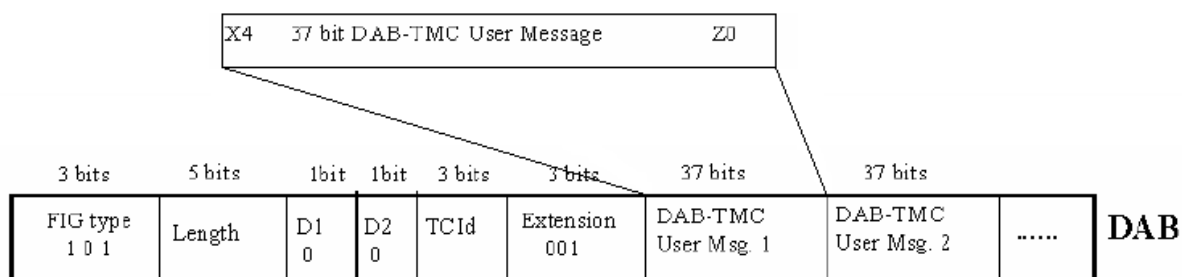 X4 37 bit DAB-TMC User Message Z0
3 bits 5 bits 1bit 1bit 3 bits 3 bits 37 bits 37 bits
FIG type
1 0 1
Length
D1
0
D2
0
TCId
Extension
001
DAB-TMC
User Msg. 1
DAB-TMC
User Msg. 2
......
DAB